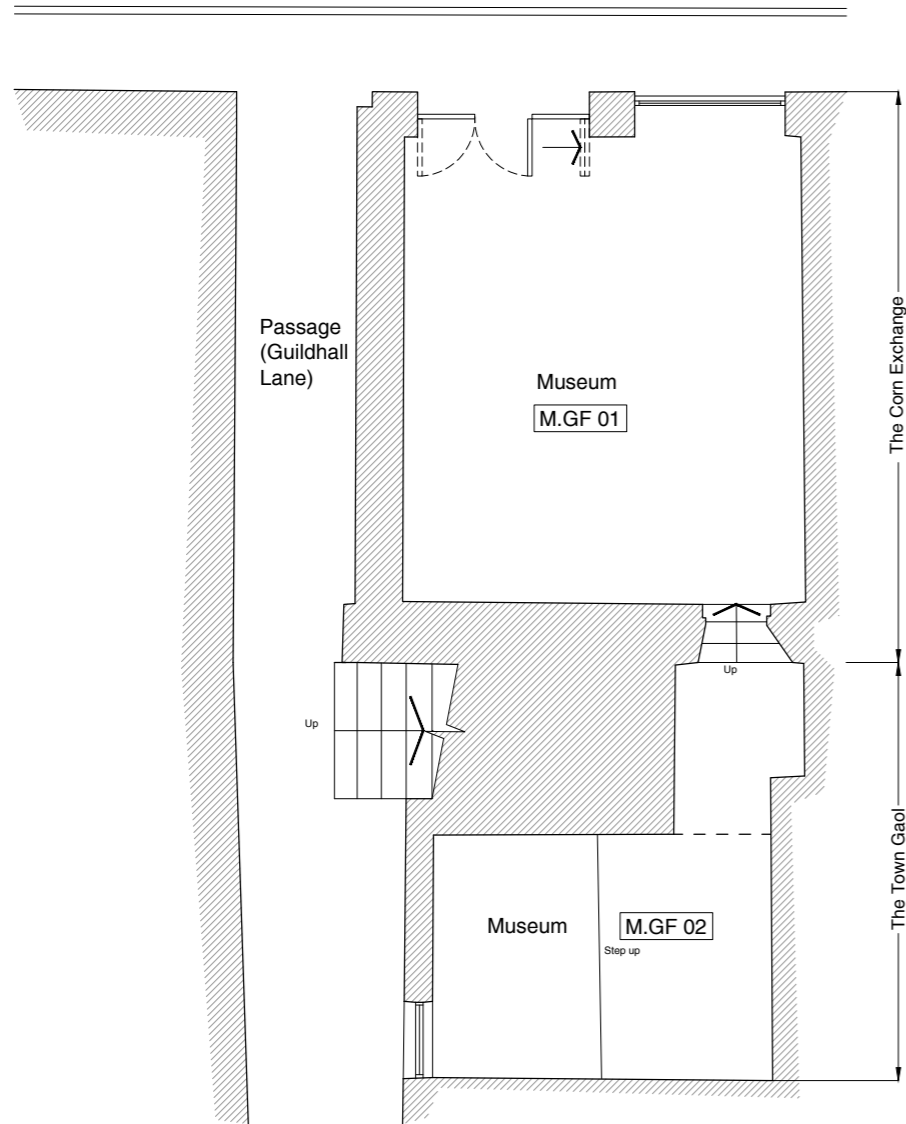 Passage
(Guildhall
Lane)
Museum
M.GF 01
The Corn Exchange
Up
Up
The Town Gaol
Museum
M.GF 02
Step up